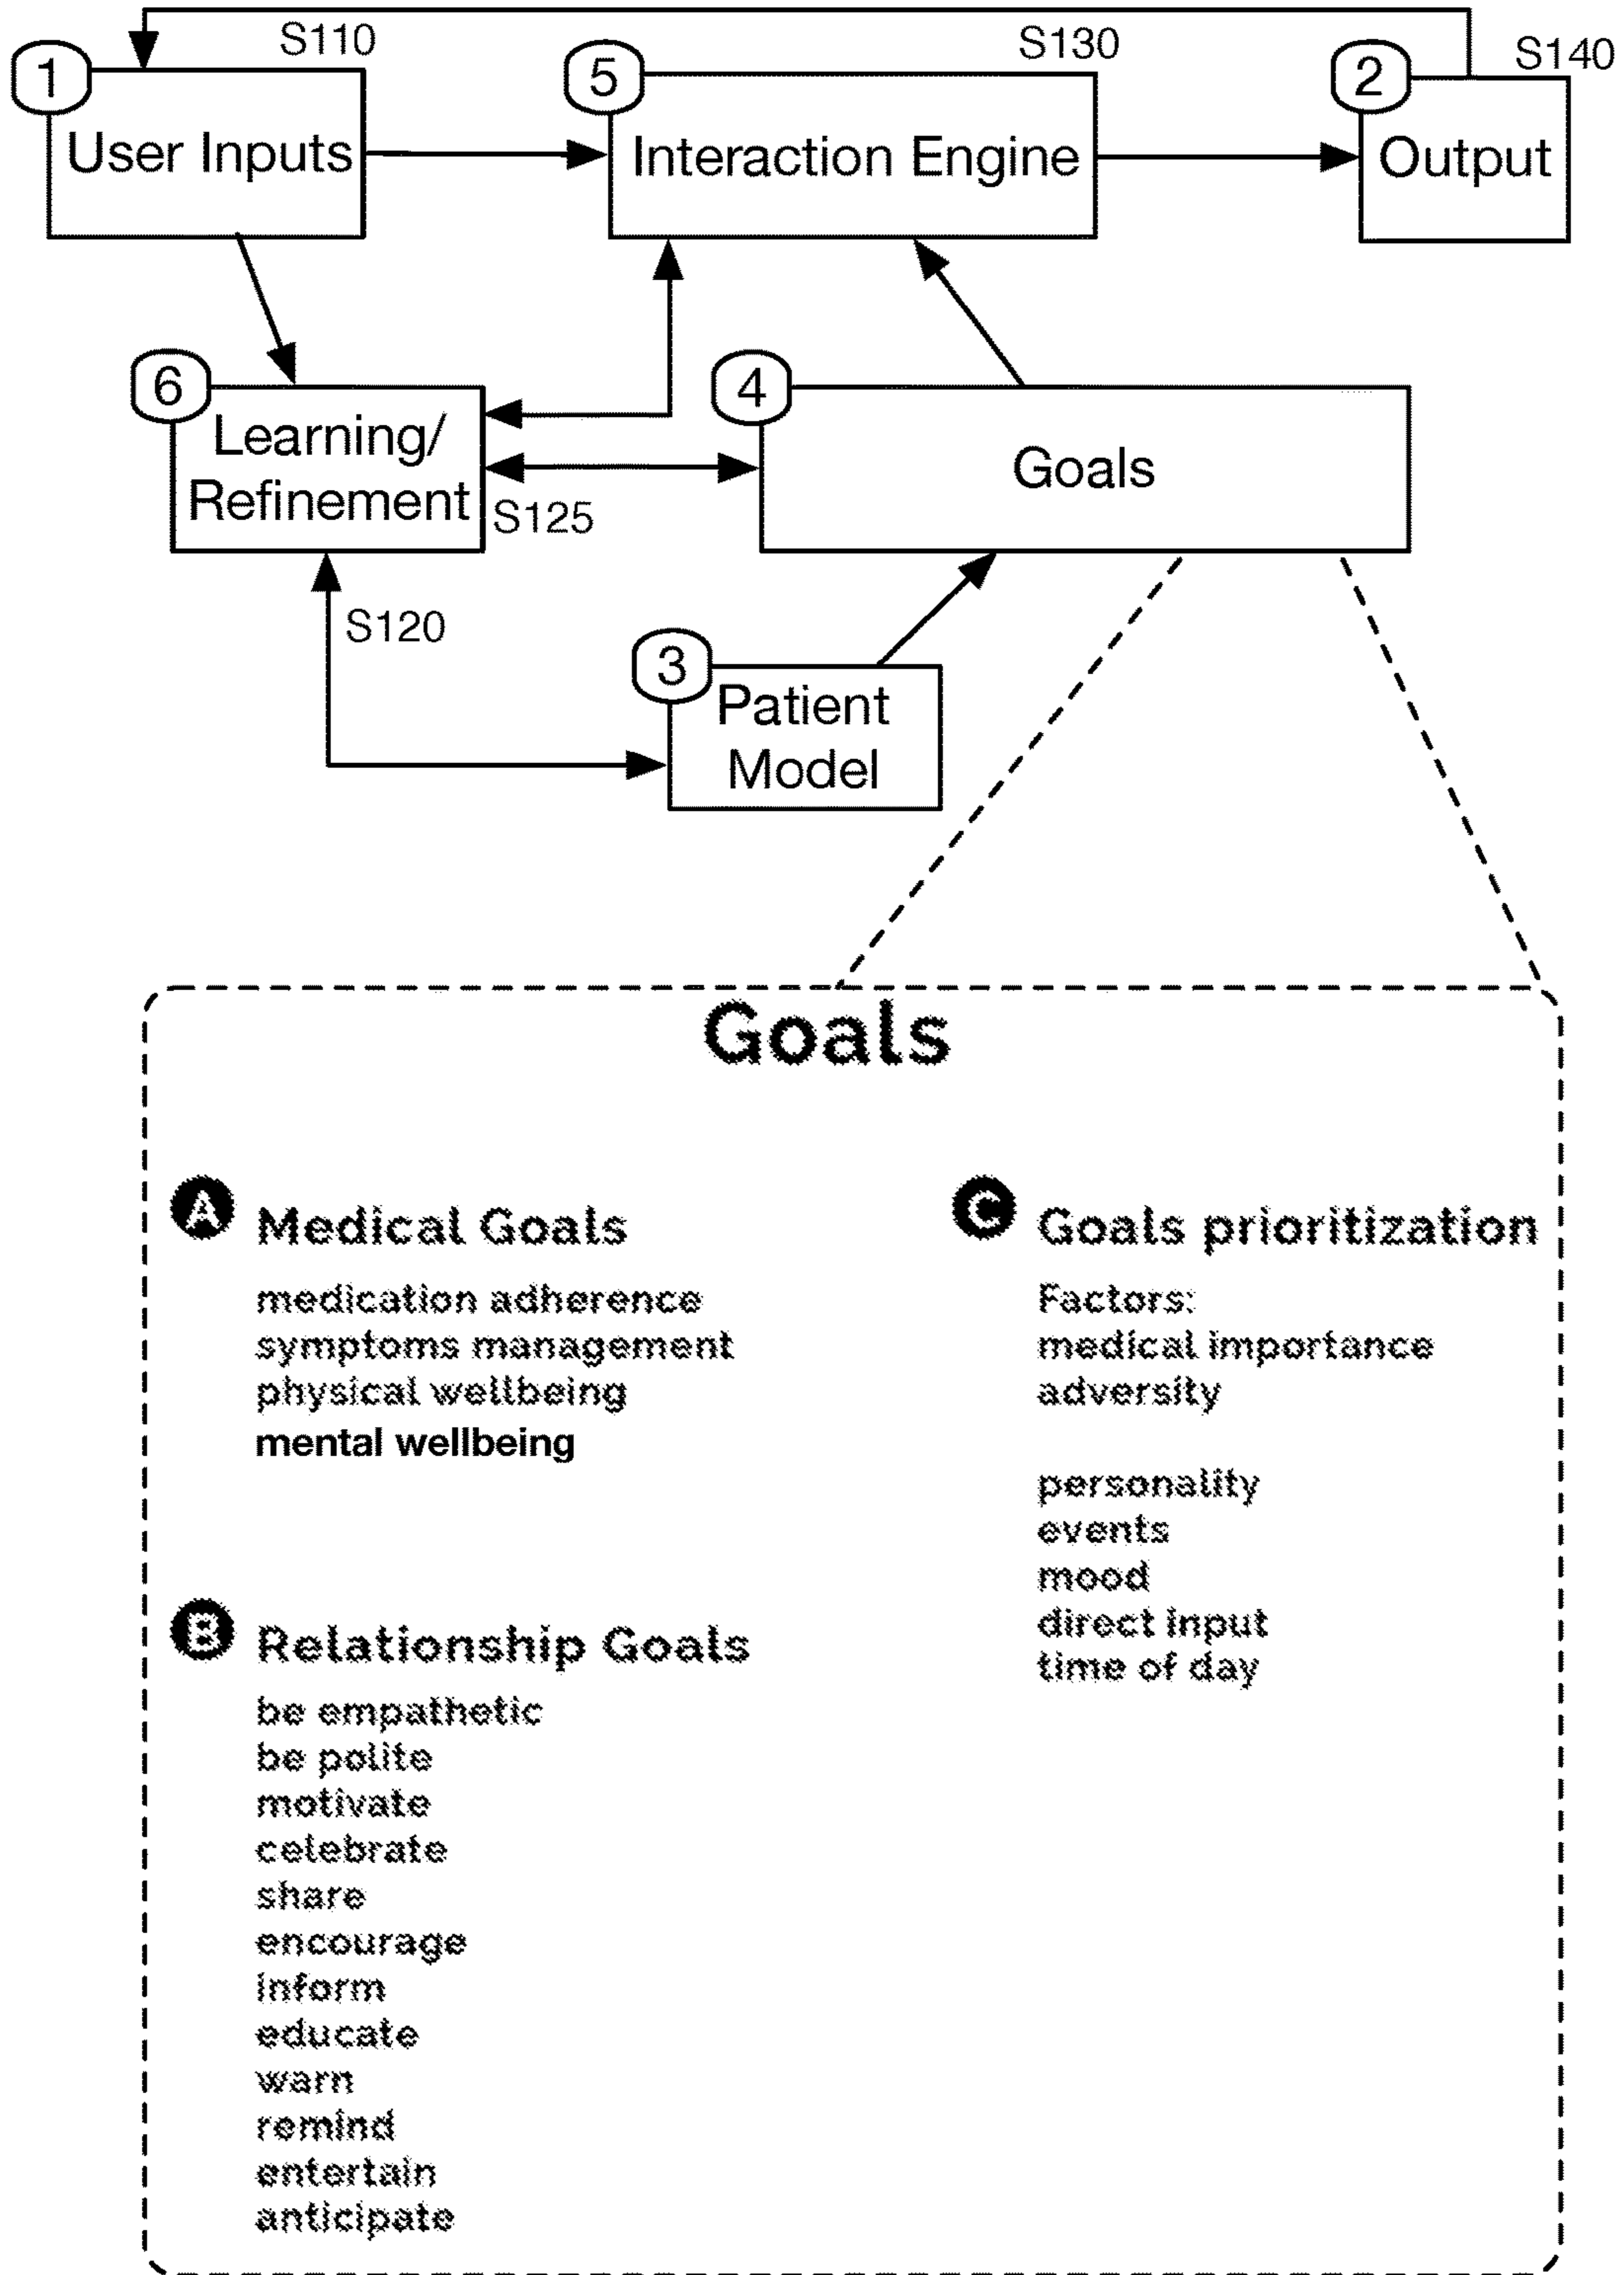 S110
S130
S140
1
User Inputs
5
Interaction Engine
2
Output
6
Learning/
Refinement
S125
4
Goals
S120
3
Patient
Model
Goals
A Medical Goals
medication adherence
symptoms management
physical wellbeing
mental wellbeing
B Relationship Goals
be empathetic
be polite
motivate
celebrate
share
encourage
inform
educate
warn
remind
entertain
anticipate
C Goals prioritization
Factors:
medical importance
adversity
personality
events
mood
direct input
time of day